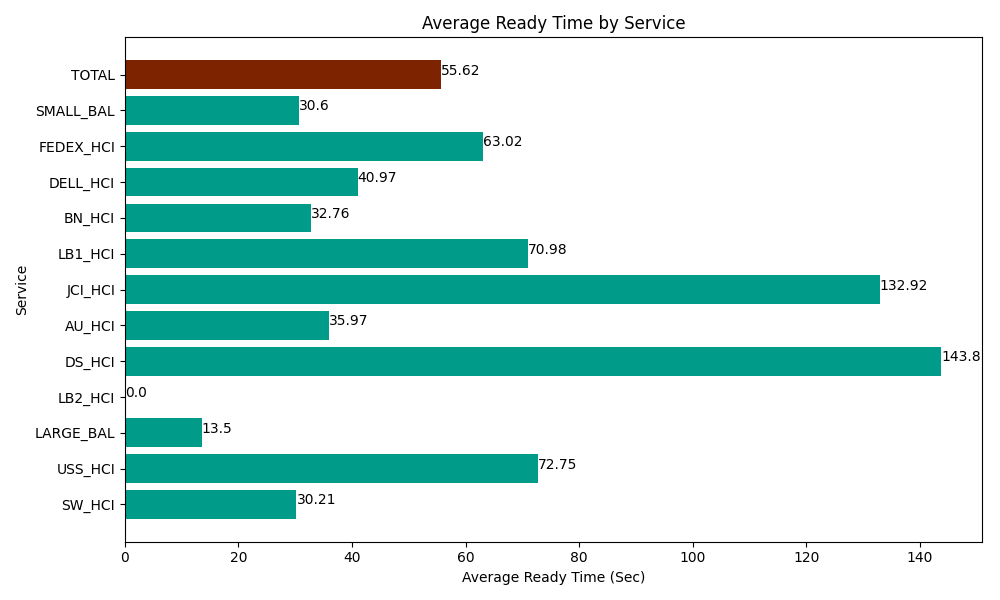 Average Ready Time by Service
Service
TOTAL 55.62
SMALL_BAL 30.6
FEDEX_HCI 63.02
DELL_HCI 40.97
BN_HCI 32.76
LB1_HCI 70.98
JCI_HCI 132.92
AU_HCI 35.97
DS_HCI 143.8
LB2_HCI 0.0
LARGE_BAL 13.5
USS_HCI 72.75
SW_HCI 30.21
0 20 40 60 80 100 120 140
Average Ready Time (Sec)